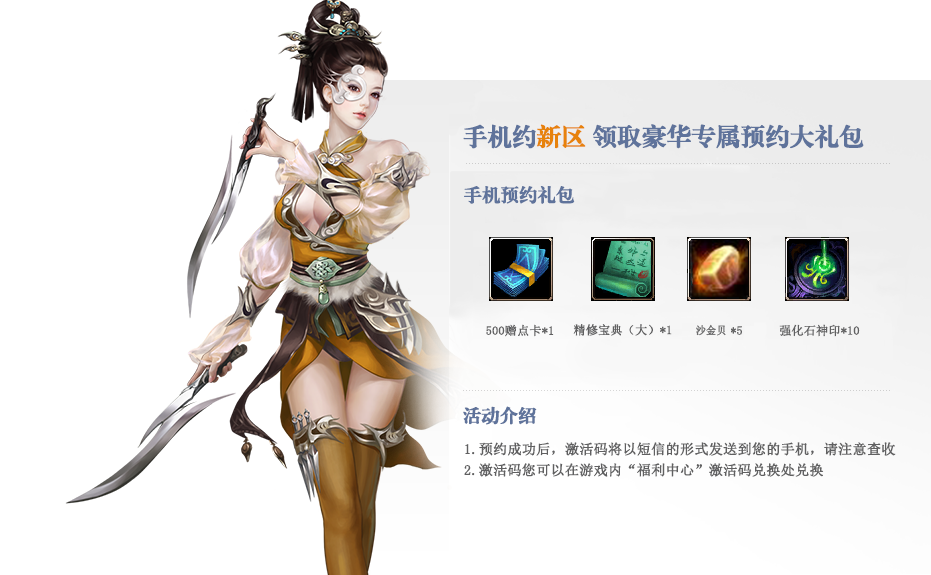 手机约新区 领取豪华专属预约大礼包
手机预约礼包
500赠点卡*1 精修宝典（大）*1 沙金贝 *5 强化石神印*10
活动介绍
1.预约成功后，激活码将以短信的形式发送到您的手机，请注意查收
2.激活码您可以在游戏内“福利中心”激活码兑换处兑换